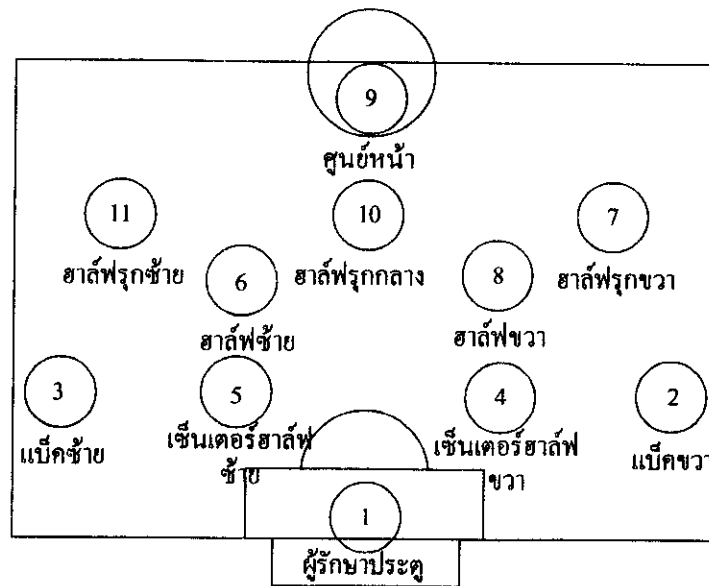 9
ศูนย์หน้า
11
10
7
ฮาล์ฟรุกซ้าย
ฮาล์ฟรุกกลาง
ฮาล์ฟรุกขวา
6
8
ฮาล์ฟซ้าย
ฮาล์ฟขวา
3
5
4
2
แบ็คซ้าย
เซ็นเตอร์ฮาล์ฟ
ซ้าย
เซ็นเตอร์ฮาล์ฟ
ขวา
แบ็คขวา
1
ผู้รักษาประตู